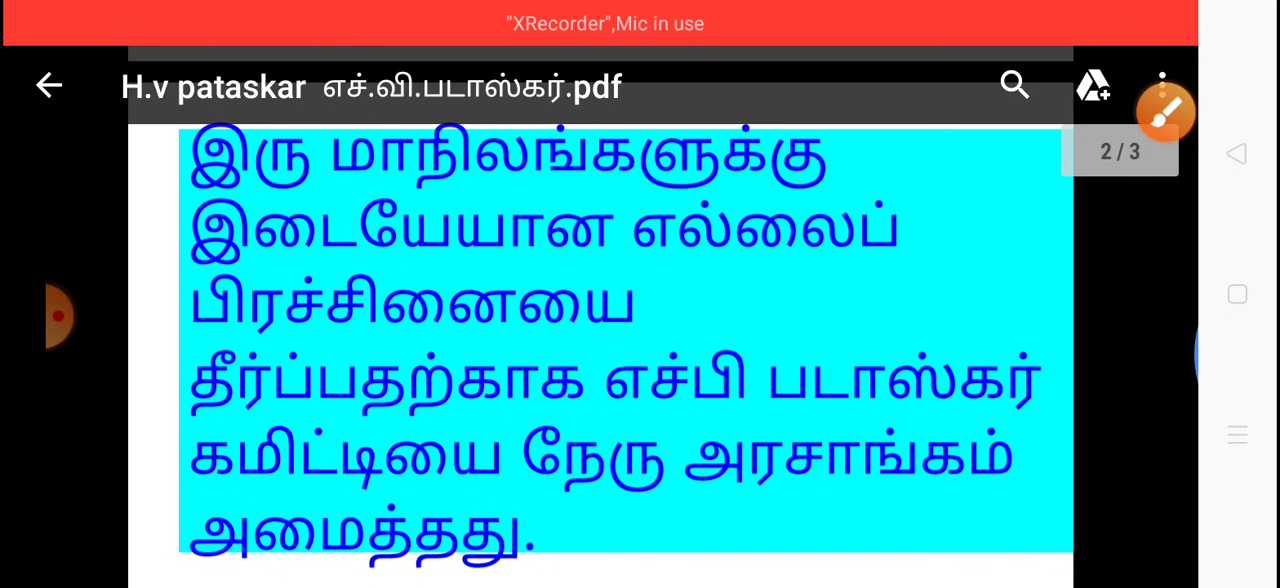 "XRecorder",Mic in use
H.v pataskar எச்.வி.படாஸ்கர்.pdf
2/3
இரு மாநிலங்களுக்கு
இடையேயான எல்லைப்
பிரச்சினையை
தீர்ப்பதற்காக எச்பி படாஸ்கர்
கமிட்டியை நேரு அரசாங்கம்
அமைத்தது.